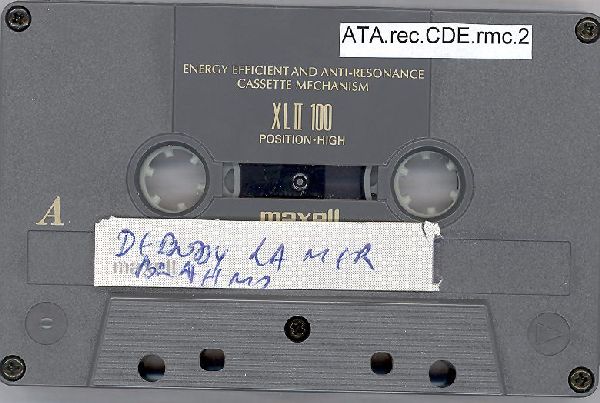 ATA.rec.CDE.rmc.2
ENERGY EFFICIENT AND ANTI-RESONANCE
CASSETTE MECHANISM
XLII 100
POSITION·HIGH
maxell
A
DEBUSSY LA MER
BRAHMS